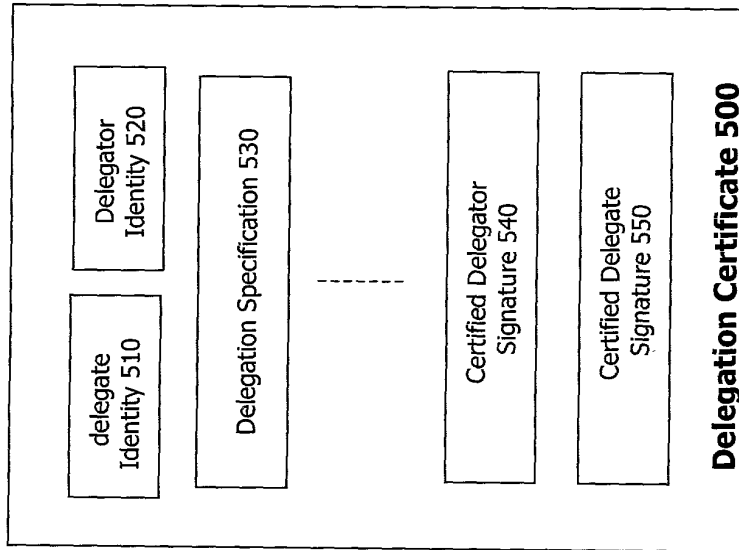 delegate
Identity 510
Delegator
Identity 520
Delegation Specification 530
Certified Delegator
Signature 540
Certified Delegate
Signature 550
Delegation Certificate 500